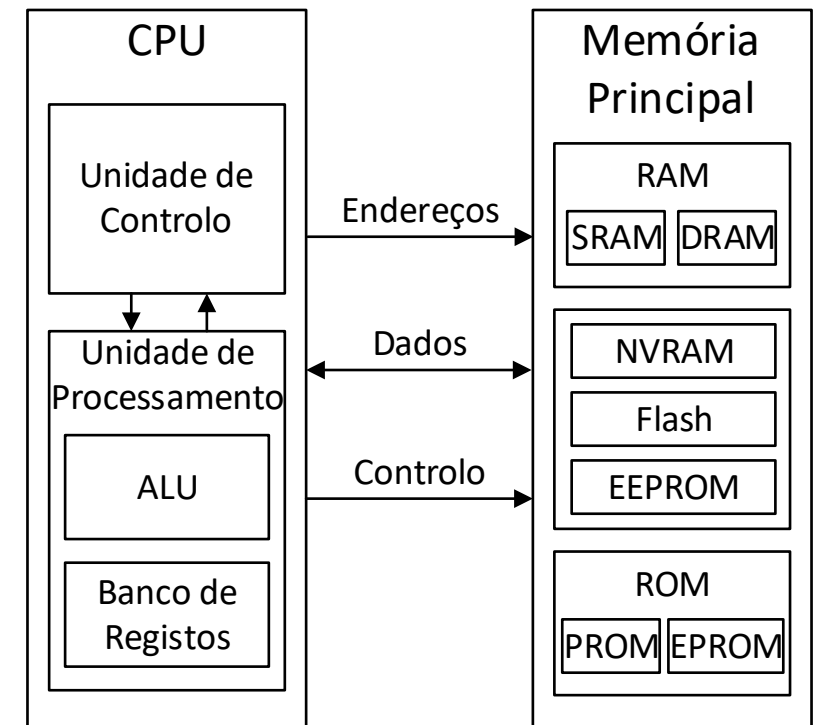 CPU
Unidade de
Controlo
Unidade de
Processamento
ALU
Banco de
Registos
Endereços
Dados
Controlo
Memória
Principal
RAM
SRAM
DRAM
NVRAM
Flash
EEPROM
ROM
PROM
EPROM